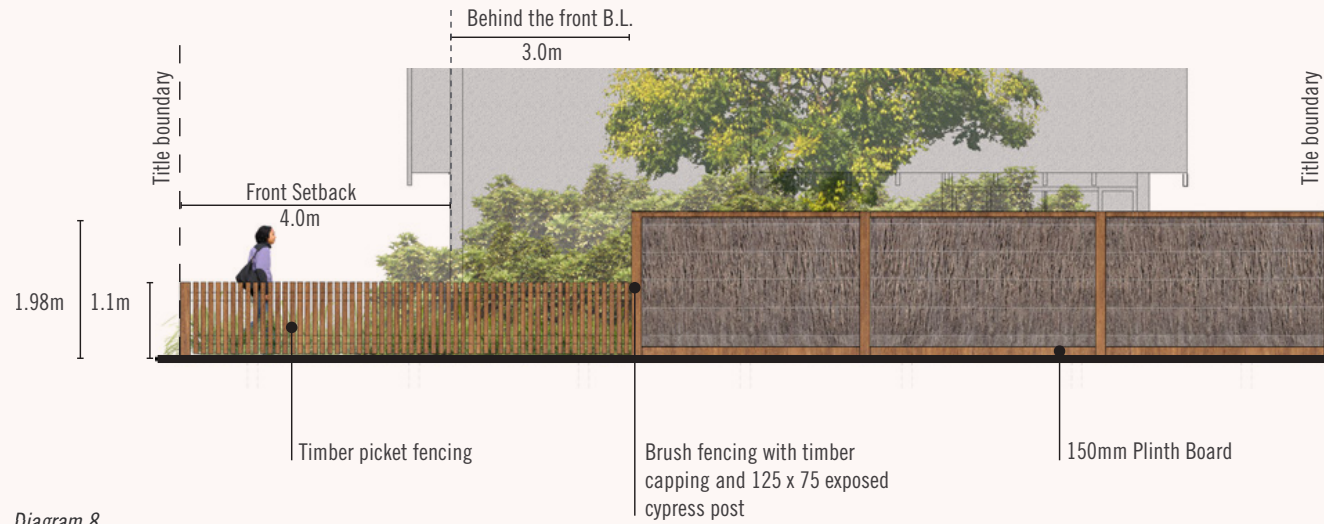 Behind the front B.L.
3.0m
Title boundary
Title boundary
Front Setback
4.0m
1.98m
1.1m
Timber picket fencing
Brush fencing with timber
capping and 125 x 75 exposed
cypress post
150mm Plinth Board
Diagram 8